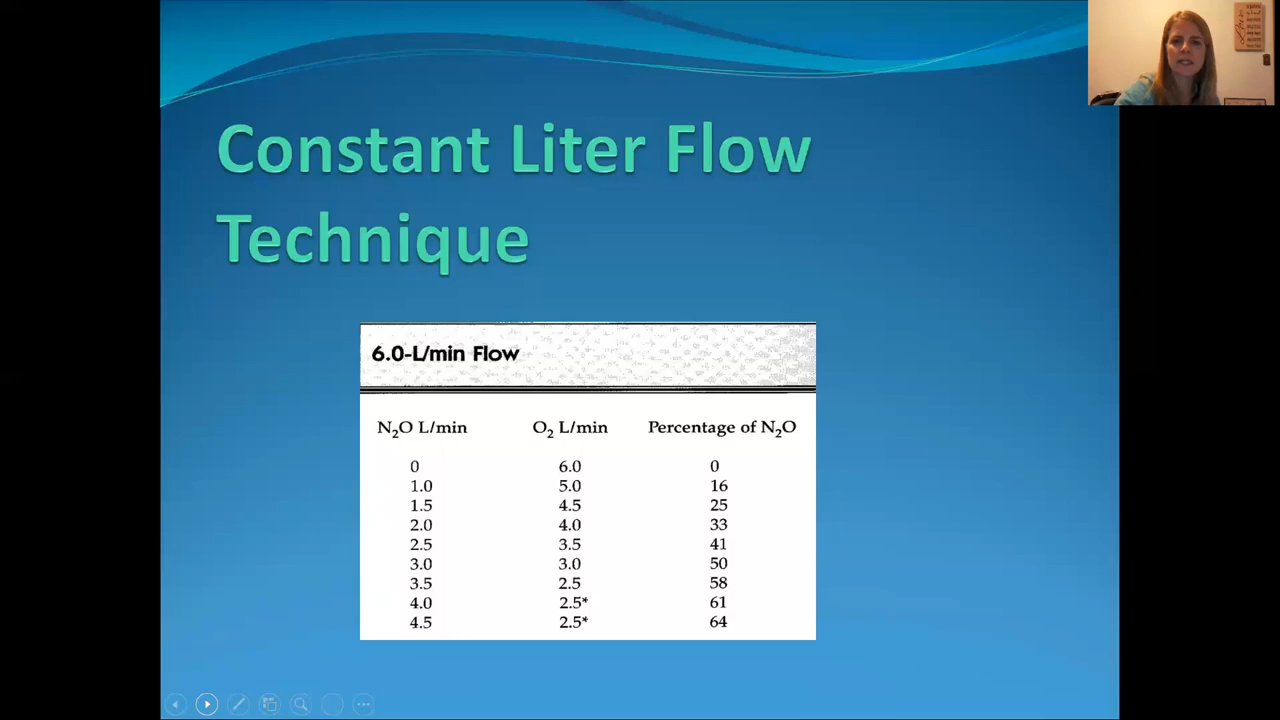 Constant Liter Flow
Technique
6.0-L/min Flow
N₂O L/min O₂ L/min Percentage of N₂O
0 6.0 0
1.0 5.0 16
1.5 4.5 25
2.0 4.0 33
2.5 3.5 41
3.0 3.0 50
3.5 2.5 58
4.0 2.5* 61
4.5 2.5* 64